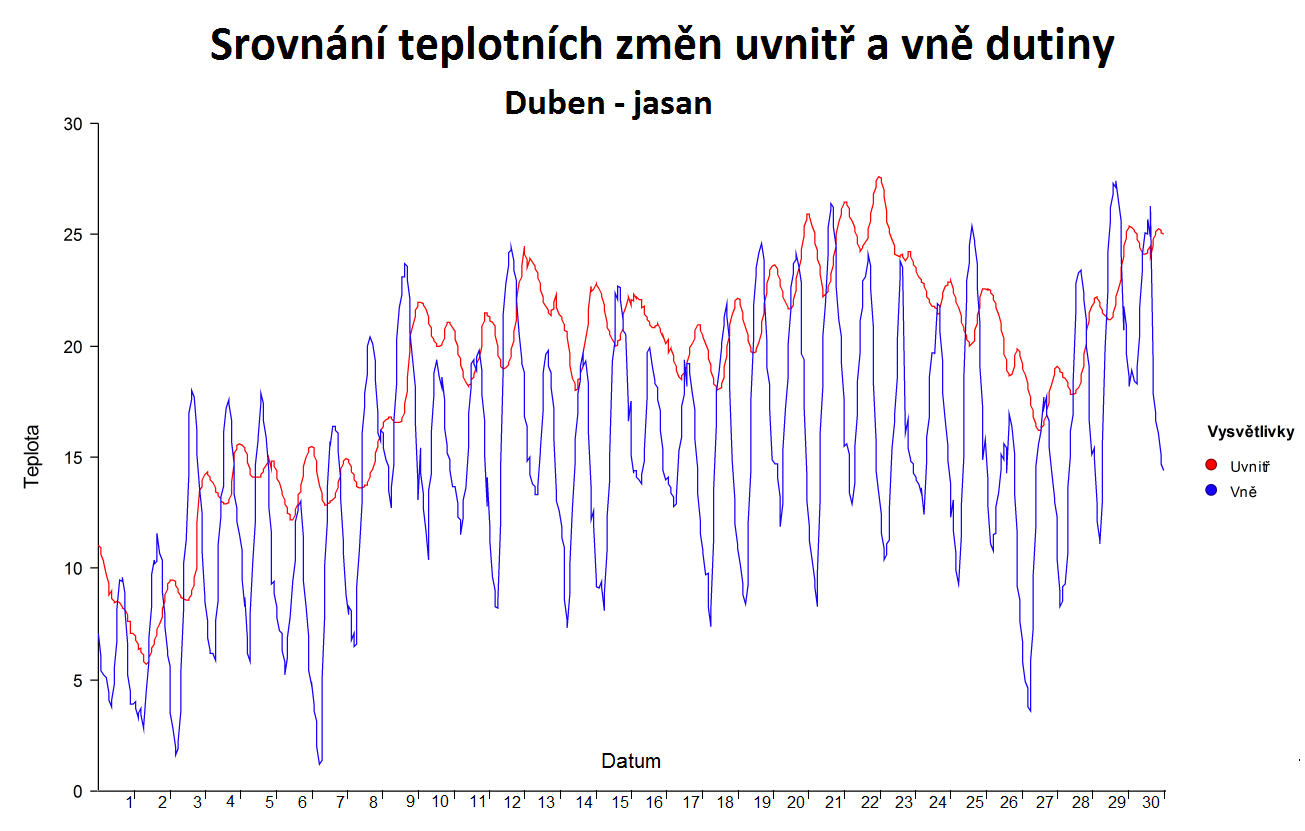 Srovnání teplotních změn uvnitř a vně dutiny
Duben - jasan
30
25
20
15
10
5
0
Teplota
Datum
1 2 3 4 5 6 7 8 9 10 11 12 13 14 15 16 17 18 19 20 21 22 23 24 25 26 27 28 29 30
Vysvětlivky
Uvnitř
Vně